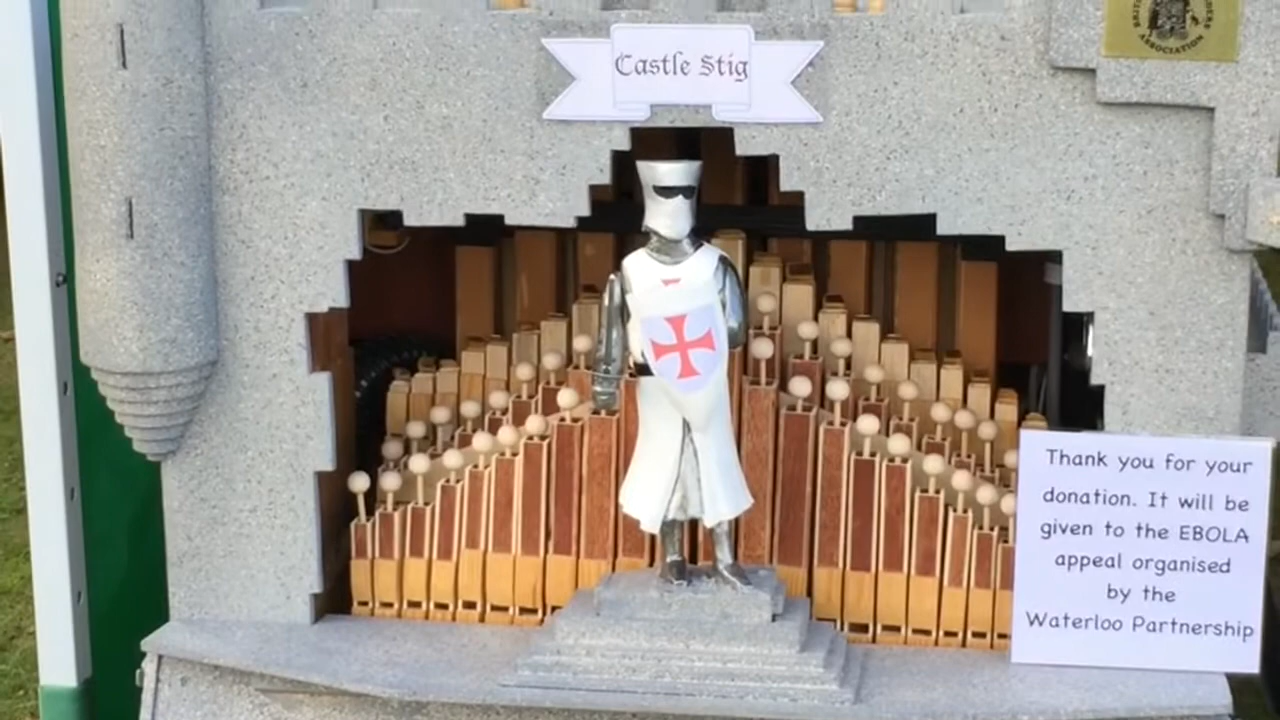 Castle Stig
ASSOCIATION
Thank you for your
donation. It will be
given to the EBOLA
appeal organised
by the
Waterloo Partnership